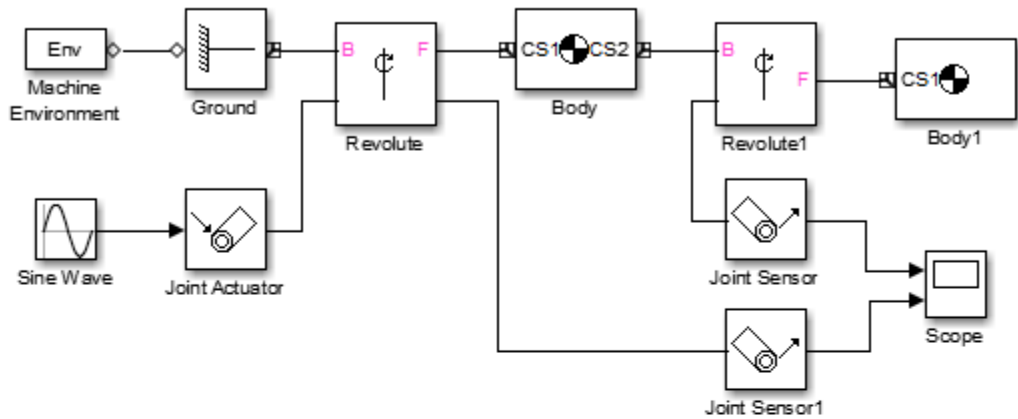 Env
Machine
Environment
Ground
B F
Revolute
CS1 CS2
Body
B
F
Revolute1
CS1
Body1
Sine Wave
Joint Actuator
Joint Sensor
Scope
Joint Sensor1